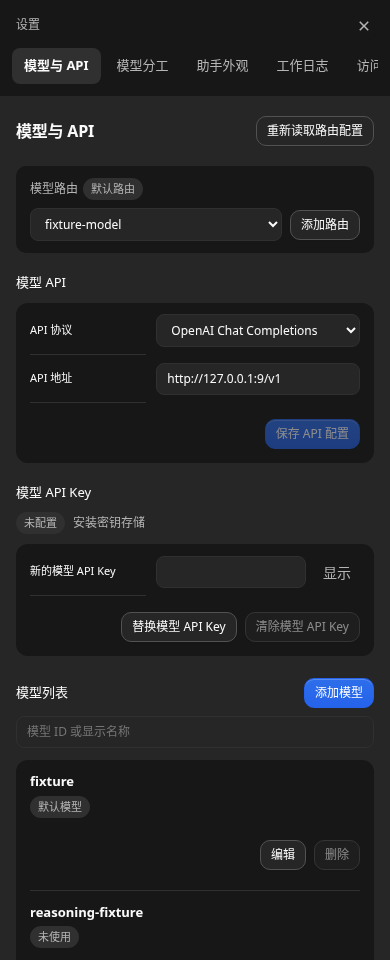 设置
模型与 API 模型分工 助手外观 工作日志 访问
模型与 API 重新读取路由配置
模型路由 默认路由
fixture-model 添加路由
模型 API
API 协议 OpenAI Chat Completions
API 地址 http://127.0.0.1:9/v1
保存 API 配置
模型 API Key
未配置 安装密钥存储
新的模型 API Key 显示
替换模型 API Key 清除模型 API Key
模型列表 添加模型
模型 ID 或显示名称
fixture
默认模型
编辑 删除
reasoning-fixture
未使用